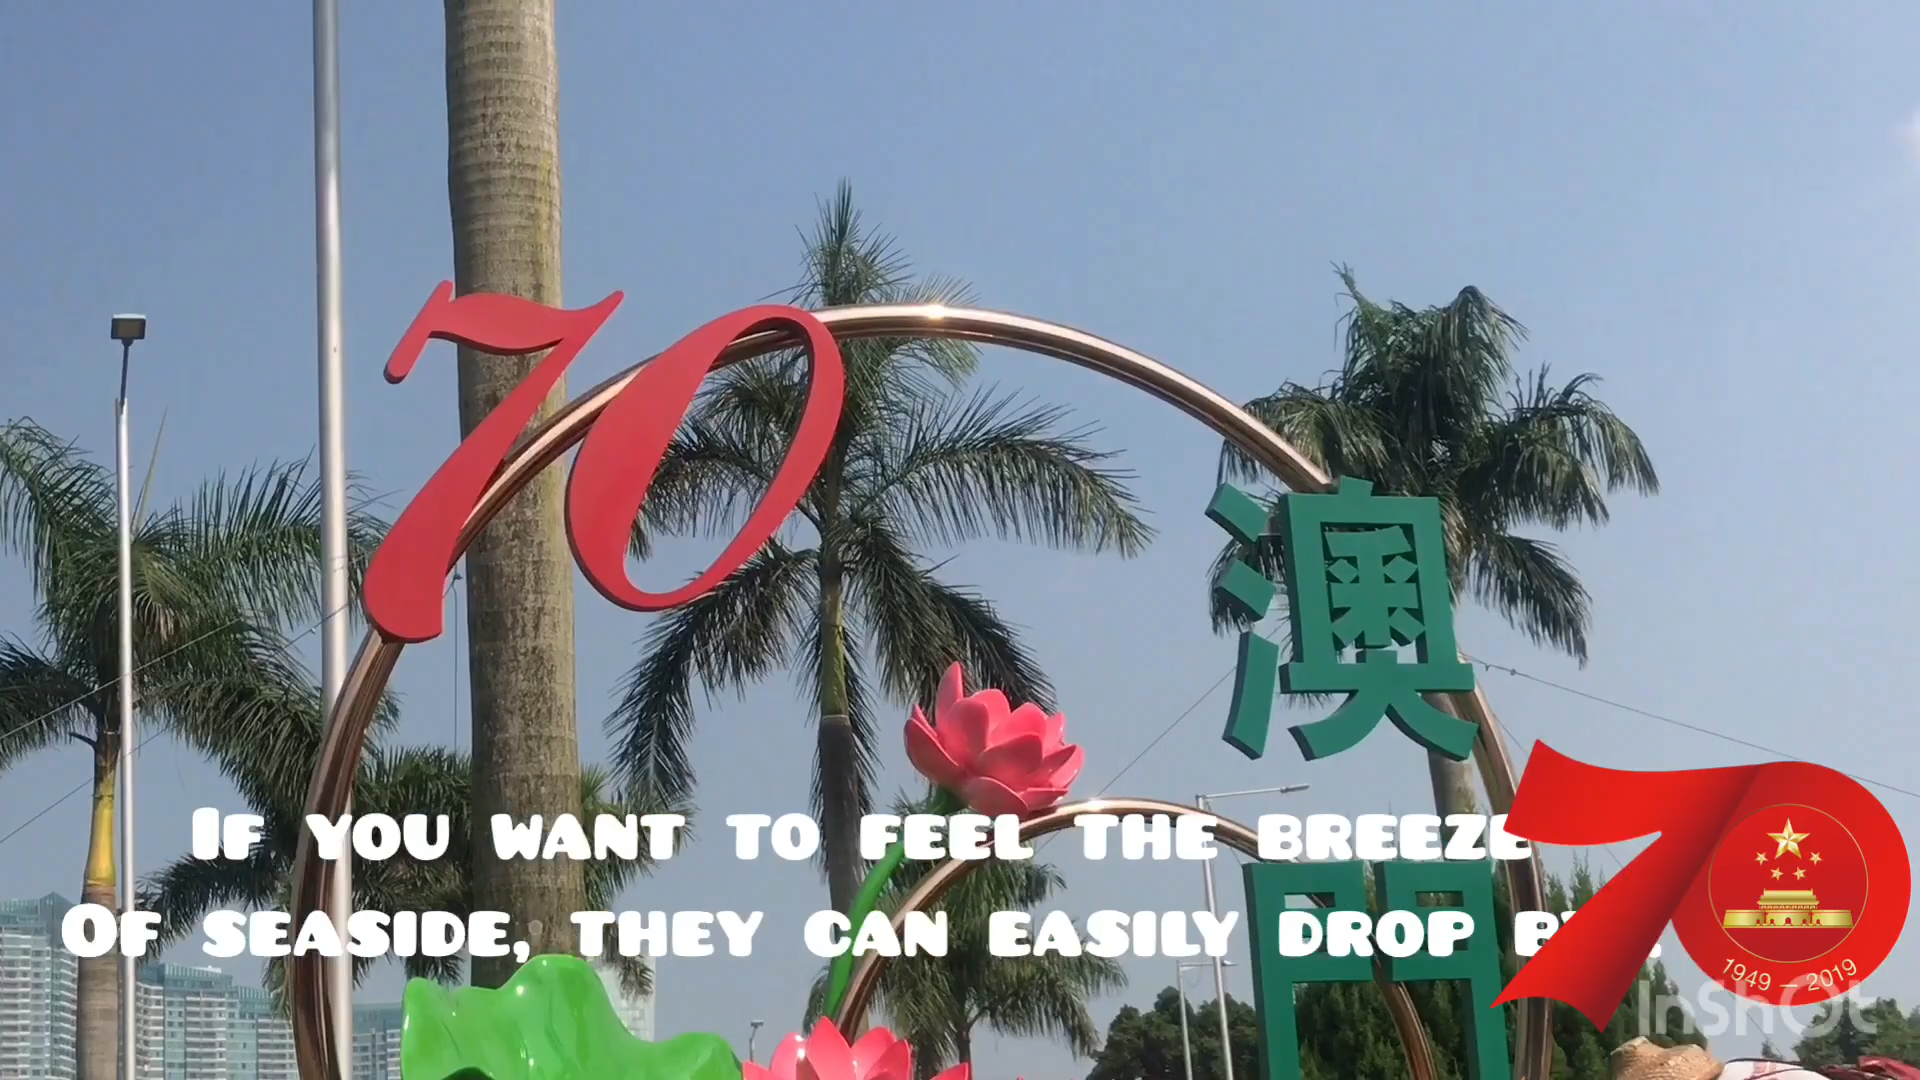 70
澳
門
If you want to feel the breeze
Of seaside, they can easily drop by.
70
1949 — 2019
InShOt